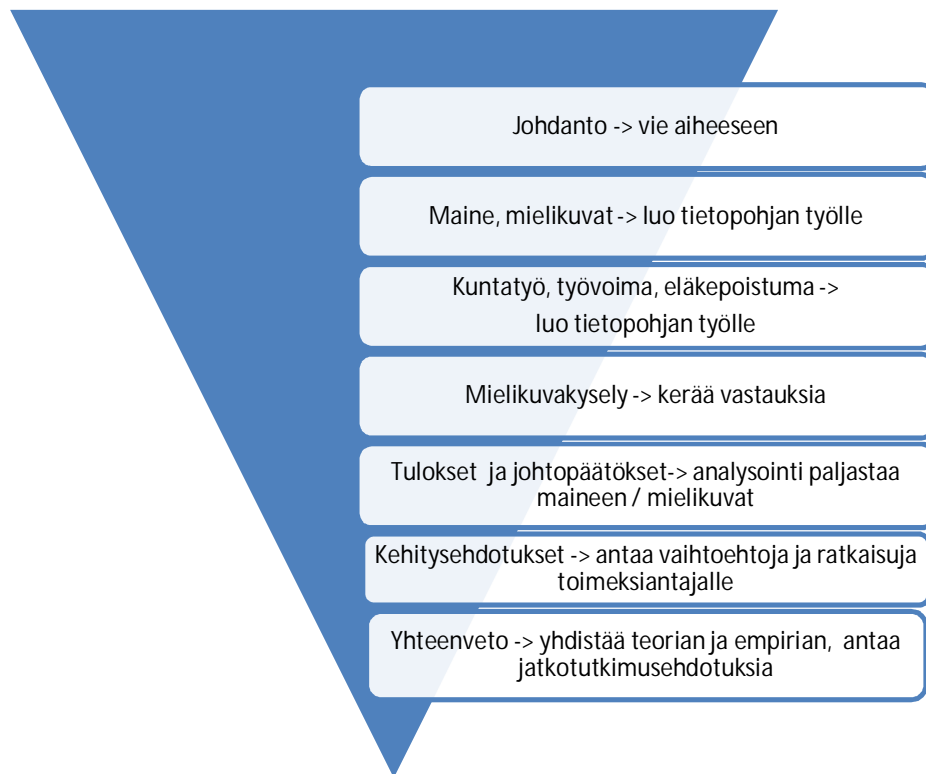 Johdanto -> vie aiheeseen
Maine, mielikuvat -> luo tietopohjan työlle
Kuntatyö, työvoima, eläkepoistuma ->
luo tietopohjan työlle
Mielikuvakysely -> kerää vastauksia
Tulokset ja johtopäätökset-> analysointi paljastaa
maineen / mielikuvat
Kehitysehdotukset -> antaa vaihtoehtoja ja ratkaisuja
toimeksiantajalle
Yhteenveto -> yhdistää teorian ja empirian, antaa
jatkotutkimusehdotuksia